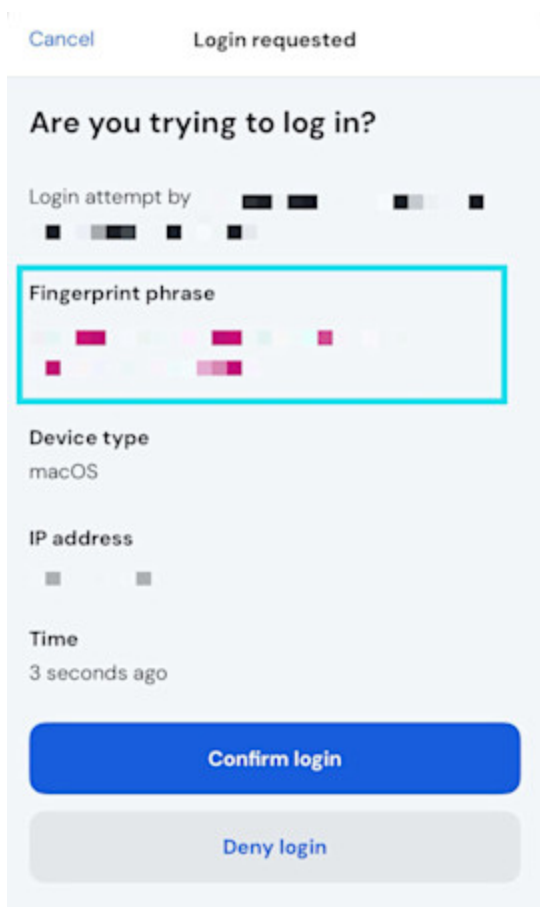 Cancel Login requested
Are you trying to log in?
Login attempt by
Fingerprint phrase
Device type
macOS
IP address
Time
3 seconds ago
Confirm login
Deny login